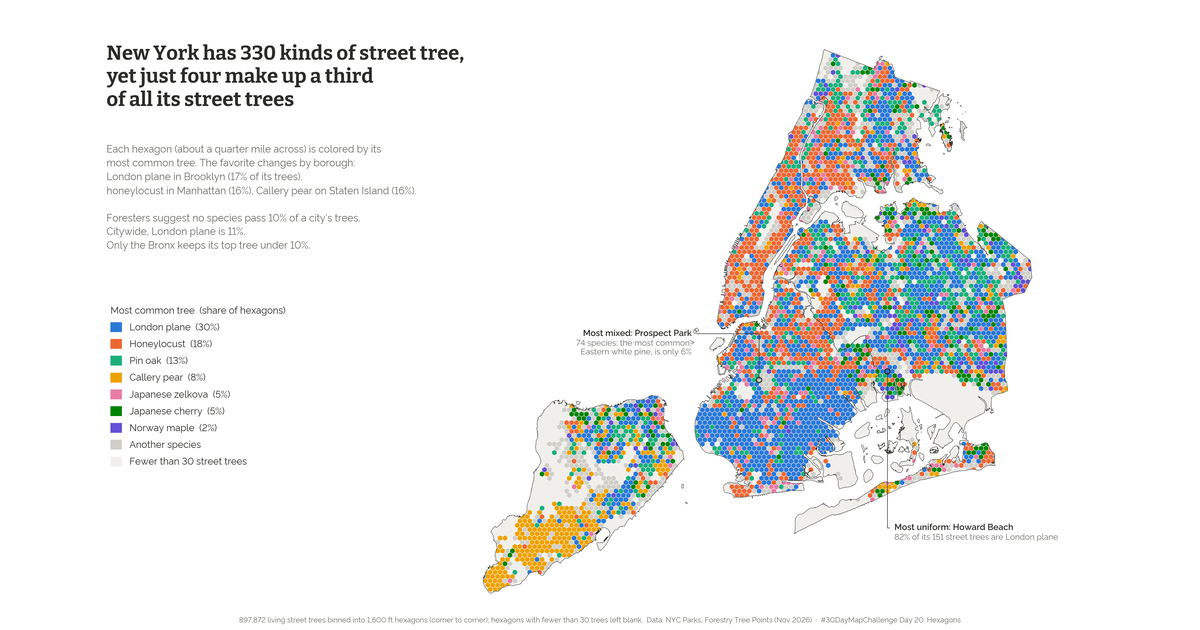 New York has 330 kinds of street tree,
yet just four make up a third
of all its street trees
Each hexagon (about a quarter mile across) is colored by its
most common tree. The favorite changes by borough:
London plane in Brooklyn (17% of its trees),
honeylocust in Manhattan (16%), Callery pear on Staten Island (16%).
Foresters suggest no species pass 10% of a city's trees.
Citywide, London plane is 11%.
Only the Bronx keeps its top tree under 10%.
Most common tree (share of hexagons)
London plane (30%)
Honeylocust (18%)
Pin oak (13%)
Callery pear (8%)
Japanese zelkova (5%)
Japanese cherry (5%)
Norway maple (2%)
Another species
Fewer than 30 street trees
Most mixed: Prospect Park
74 species; the most common,
Eastern white pine, is only 6%
Most uniform: Howard Beach
82% of its 151 street trees are London plane
897,872 living street trees binned into 1,600 ft hexagons (corner to corner); hexagons with fewer than 30 trees left blank. Data: NYC Parks, Forestry Tree Points (Nov 2026) · #30DayMapChallenge Day 20: Hexagons